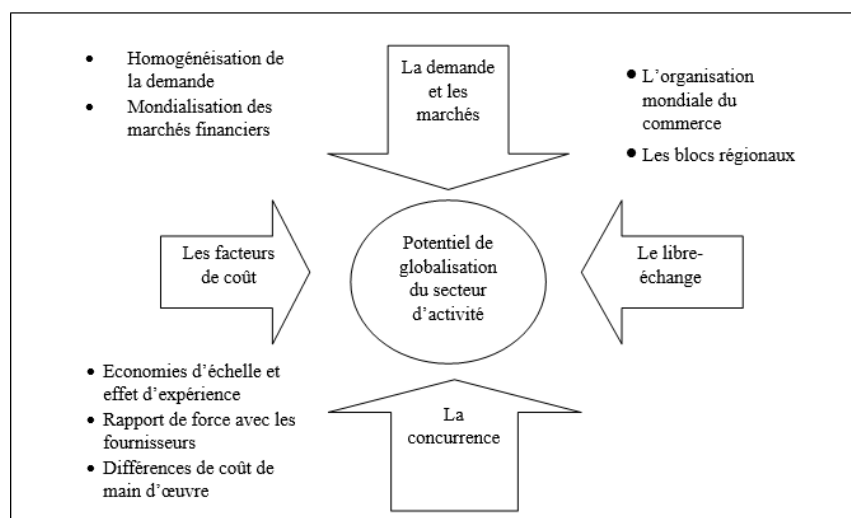 • Homogénéisation de
la demande
• Mondialisation des
marchés financiers
La demande
et les
marchés
• L’organisation
mondiale du
commerce
• Les blocs régionaux
Les facteurs
de coût
Potentiel de
globalisation
du secteur
d’activité
Le libre-
échange
• Economies d’échelle et
effet d’expérience
• Rapport de force avec les
fournisseurs
• Différences de coût de
main d’œuvre
La
concurrence